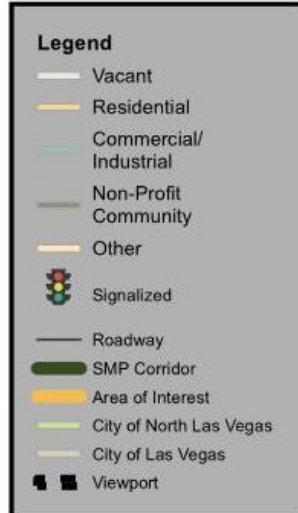 Legend
Vacant
Residential
Commercial/
Industrial
Non-Profit
Community
Other
Signalized
Roadway
SMP Corridor
Area of Interest
City of North Las Vegas
City of Las Vegas
Viewport